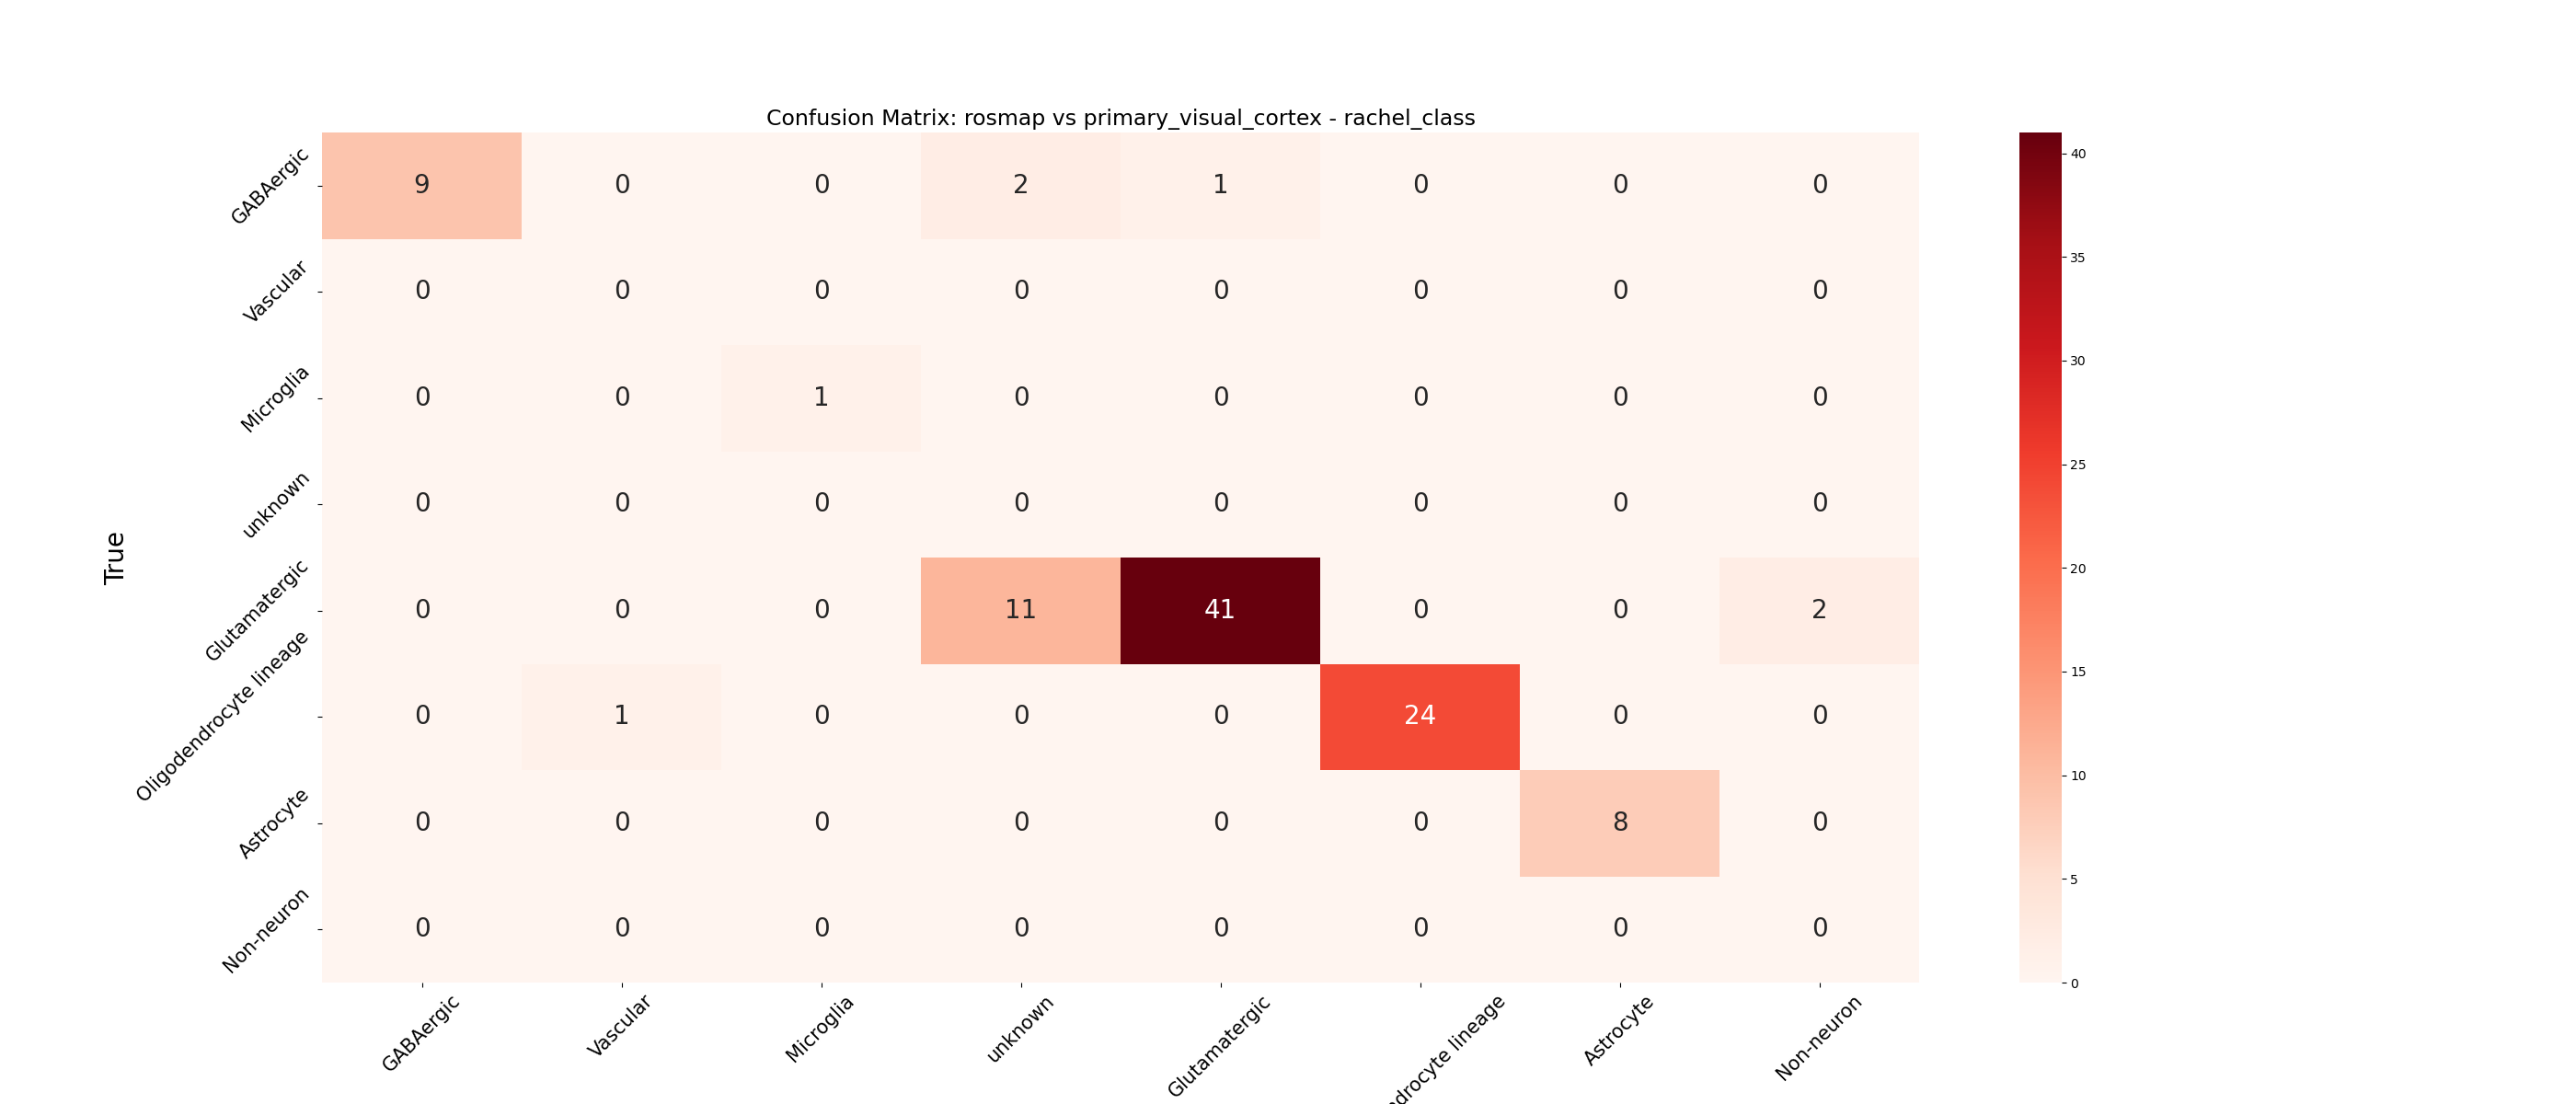 Confusion Matrix: rosmap vs primary_visual_cortex - rachel_class
True
GABAergic 9 0 0 2 1 0 0 0
Vascular 0 0 0 0 0 0 0 0
Microglia 0 0 1 0 0 0 0 0
unknown 0 0 0 0 0 0 0 0
Glutamatergic 0 0 0 11 41 0 0 2
Oligodendrocyte lineage 0 1 0 0 0 24 0 0
Astrocyte 0 0 0 0 0 0 8 0
Non-neuron 0 0 0 0 0 0 0 0
GABAergic Vascular Microglia unknown Glutamatergic lineage Astrocyte Non-neuron
40
35
30
25
20
15
10
5
0